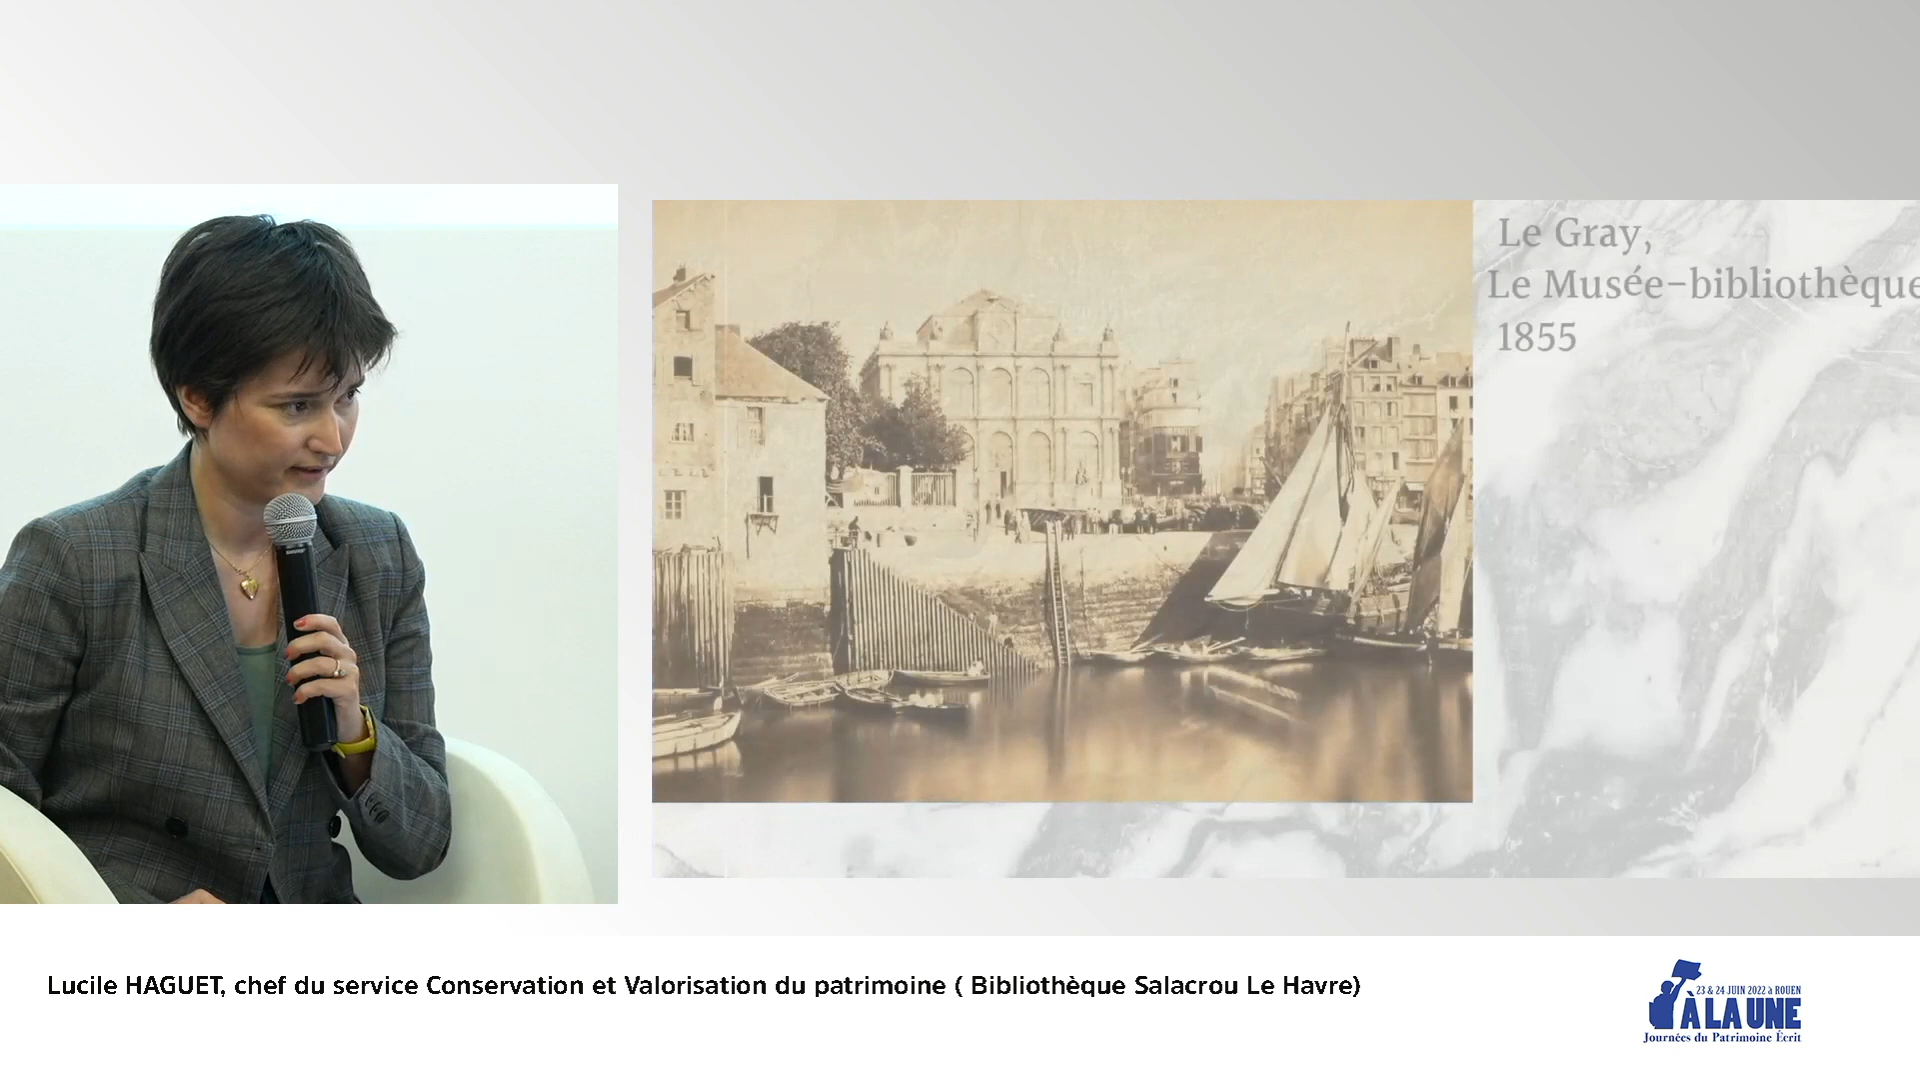 Le Gray,
Le Musée-bibliothèque
1855
Lucile HAGUET, chef du service Conservation et Valorisation du patrimoine ( Bibliothèque Salacrou Le Havre)
23 & 24 JUIN 2022 à ROUEN
À LA UNE
Journées du Patrimoine Écrit